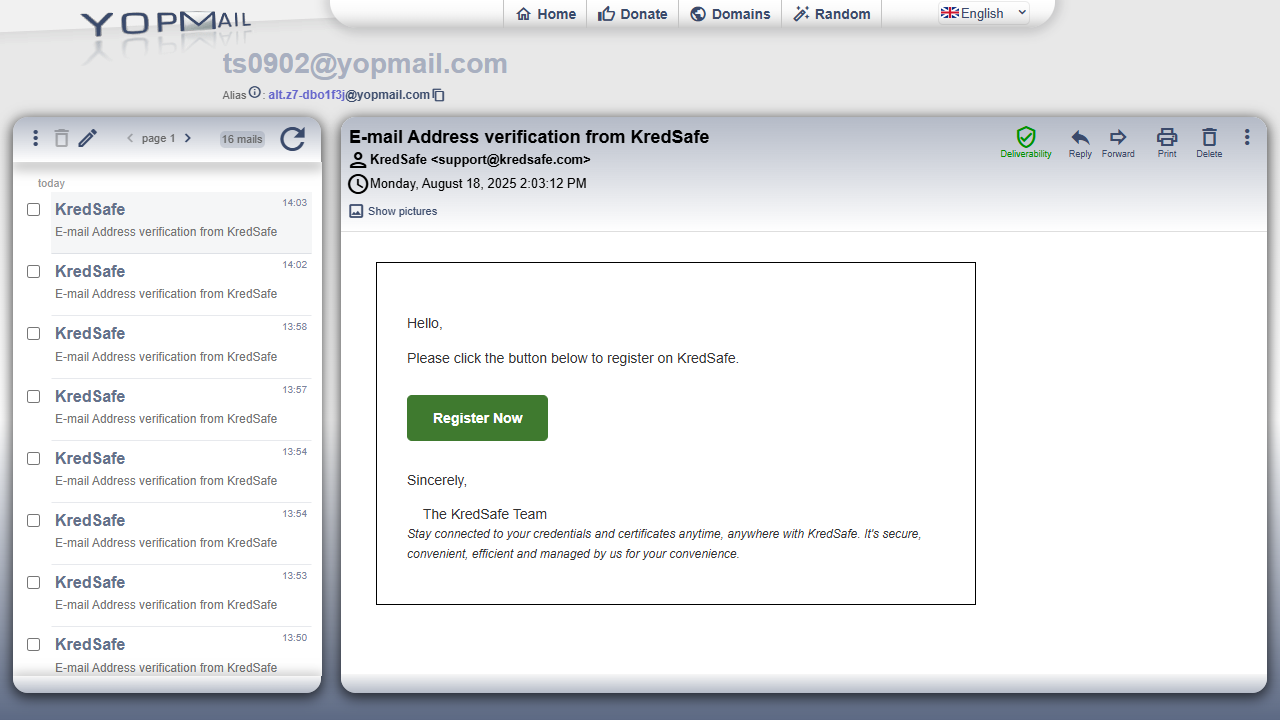 YOPMAIL
Home
Donate
Domains
Random
English
ts0902@yopmail.com
Alias : alt.z7-dbo1f3j@yopmail.com
page 1
16 mails
today
KredSafe 14:03
E-mail Address verification from KredSafe
KredSafe 14:02
E-mail Address verification from KredSafe
KredSafe 13:58
E-mail Address verification from KredSafe
KredSafe 13:57
E-mail Address verification from KredSafe
KredSafe 13:54
E-mail Address verification from KredSafe
KredSafe 13:54
E-mail Address verification from KredSafe
KredSafe 13:53
E-mail Address verification from KredSafe
KredSafe 13:50
E-mail Address verification from KredSafe
E-mail Address verification from KredSafe
KredSafe <support@kredsafe.com>
Monday, August 18, 2025 2:03:12 PM
Show pictures
Deliverability
Reply
Forward
Print
Delete
Hello,
Please click the button below to register on KredSafe.
Register Now
Sincerely,
The KredSafe Team
Stay connected to your credentials and certificates anytime, anywhere with KredSafe. It's secure,
convenient, efficient and managed by us for your convenience.